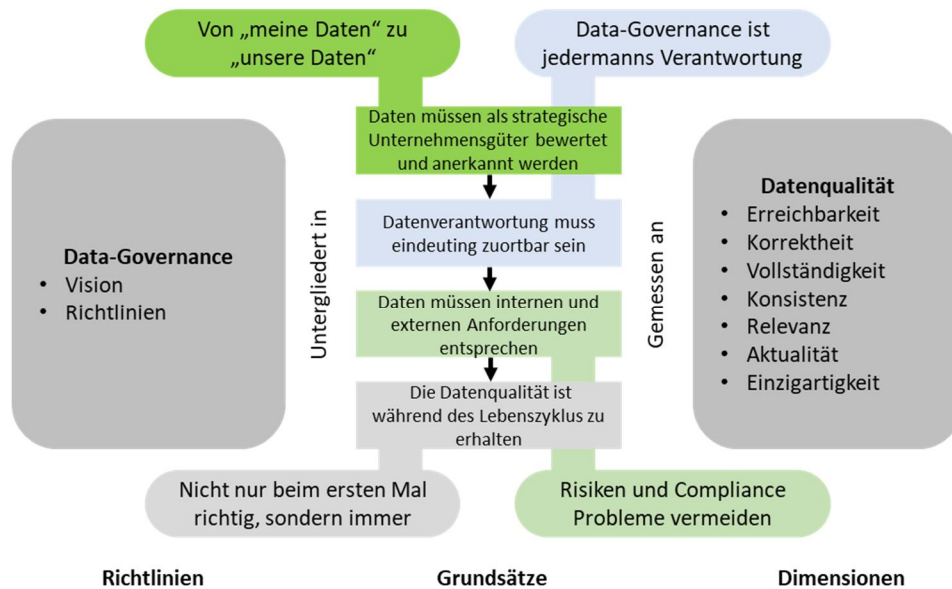 Von „meine Daten“ zu
„unsere Daten“
Data-Governance ist
jedermanns Verantwortung
Daten müssen als strategische
Unternehmensgüter bewertet
und anerkannt werden
Datenverantwortung muss
eindeuting zuortbar sein
Daten müssen internen und
externen Anforderungen
entsprechen
Die Datenqualität ist
während des Lebenszyklus zu
erhalten
Data-Governance
• Vision
• Richtlinien
Untergliedert in
Gemessen an
Datenqualität
• Erreichbarkeit
• Korrektheit
• Vollständigkeit
• Konsistenz
• Relevanz
• Aktualität
• Einzigartigkeit
Nicht nur beim ersten Mal
richtig, sondern immer
Risiken und Compliance
Probleme vermeiden
Richtlinien
Grundsätze
Dimensionen